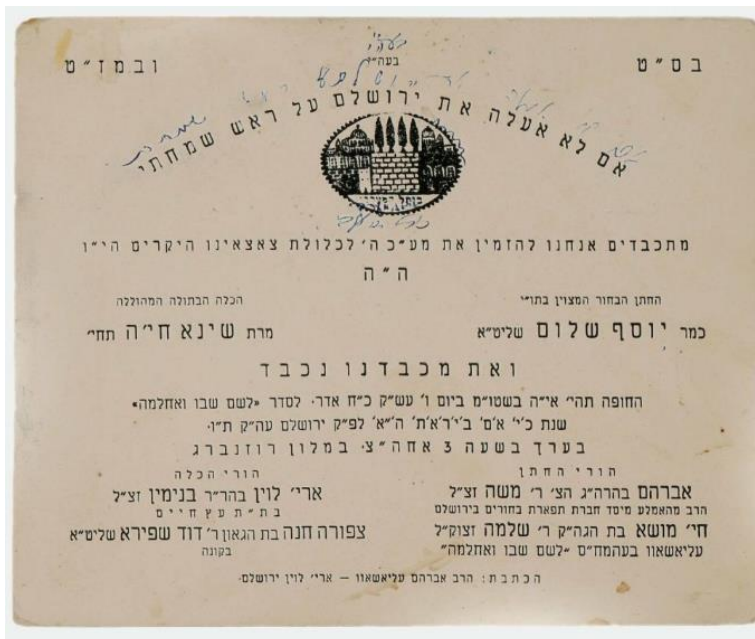 בס"ט
בעה"י
ובמז"ט
אם לא אעלה את ירושלם על ראש שמחתי
כותל המערבי
מתכבדים אנחנו להזמין את מע"כ ה' לכלולת צאצאינו היקרים הי"ו
ה"ה
החתן הבחור המצוין בתוי"י
הכלה הבתולה המהוללה
כמר יוסף שלום שליט"א
מרת שינא חי'ה תחי'
ואת מכבדנו נכבד
החופה תהי' אי"ה בשטו"מ ביום ו' עש"ק כ"ח אדר. לסדר «לשם שבו ואחלמה»
שנת כ'י' א'ם' ב'י'ר'א'ת' ה'א' לפ"ק ירושלם עה"ק ת"ו.
בערך בשעה 3 אחה"צ. במלון רוזנברג
הורי החתן
אברהם בהרה"ג הצ' ר' משה זצ"ל
הרב מהאמלע מיסד חברת תפארת בחורים בירושלם
חי' מושא בת הגה"ק ר' שלמה זצוק"ל
עליאשאוו בעהמח"ס "לשם שבו ואחלמה"
הורי הכלה
ארי' לוין בהר"ר בנימין זצ"ל
בת"ת עץ חיים
צפורה חנה בת הגאון ר' דוד שפירא שליט"א
בקונה
הכתבת: הרב אברהם עליאשאוו — ארי' לוין ירושלם.